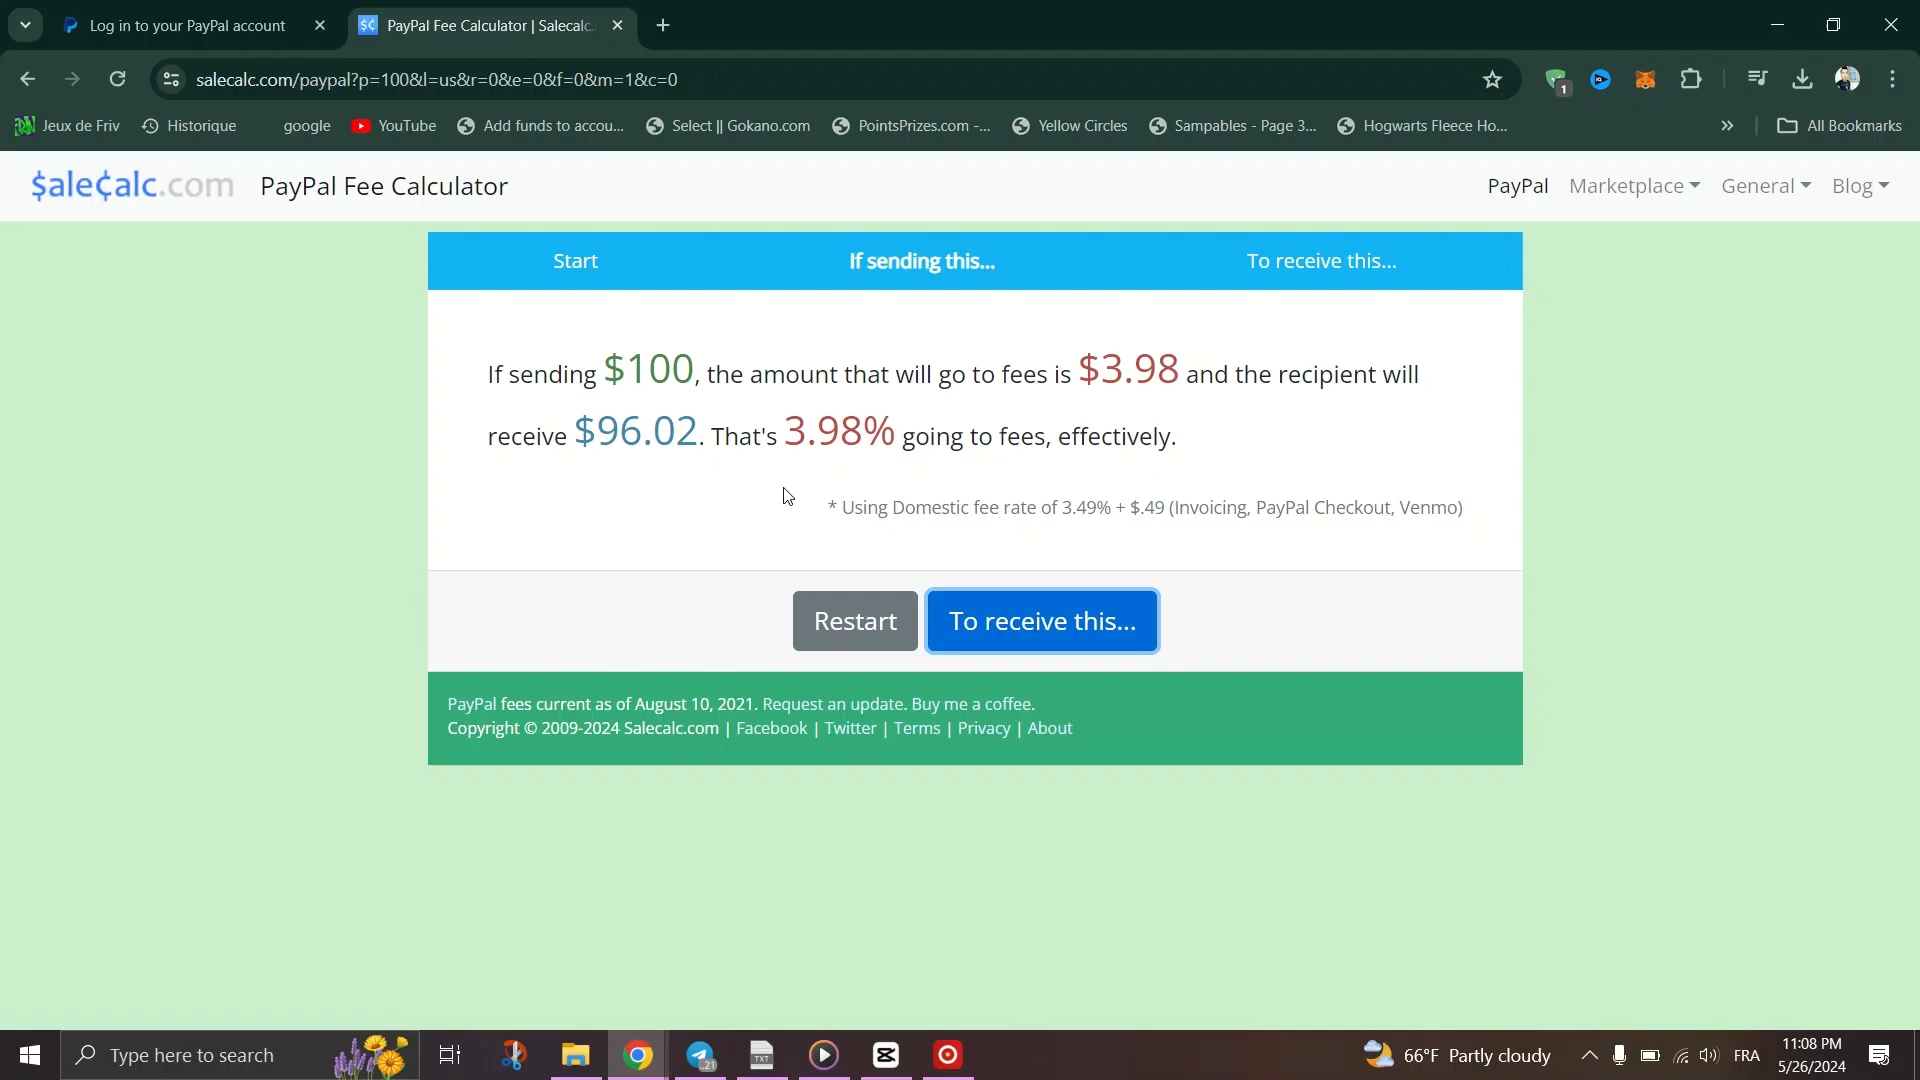 Log in to your PayPal account
PayPal Fee Calculator | Salecalc.
salecalc.com/paypal?p=100&l=us&r=0&e=0&f=0&m=1&c=0
1
Jeux de Friv
Historique
google
YouTube
Add funds to accou...
Select || Gokano.com
PointsPrizes.com -...
Yellow Circles
Sampables - Page 3...
Hogwarts Fleece Ho...
All Bookmarks
$ale¢alc.com
PayPal Fee Calculator
PayPal
Marketplace
General
Blog
Start
If sending this...
To receive this...
If sending $100, the amount that will go to fees is $3.98 and the recipient will
receive $96.02. That's 3.98% going to fees, effectively.
* Using Domestic fee rate of 3.49% + $.49 (Invoicing, PayPal Checkout, Venmo)
Restart
To receive this...
PayPal fees current as of August 10, 2021. Request an update. Buy me a coffee.
Copyright © 2009-2024 Salecalc.com | Facebook | Twitter | Terms | Privacy | About
Type here to search
21
TXT
66°F Partly cloudy
FRA
11:08 PM
5/26/2024